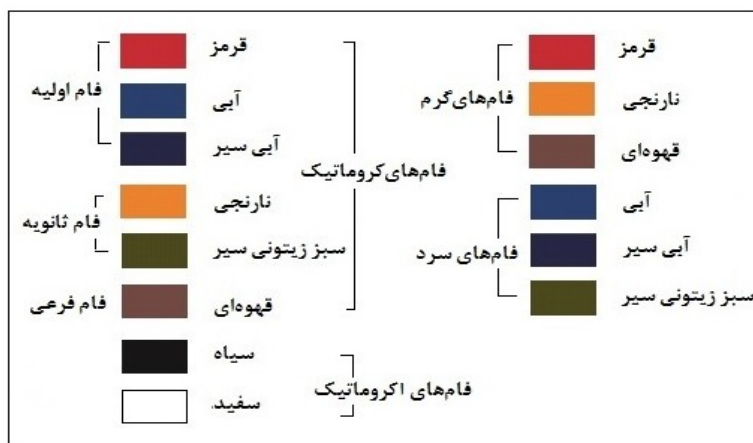 قرمز
نارنجی
فام‌های‌گرم
قهوه‌ای
آبی
آبی سیر
فام‌های سرد
سبز زیتونی سیر
قرمز
آبی
فام اولیه
آبی سیر
فام‌های‌کروماتیک
نارنجی
فام ثانویه
سبز زیتونی سیر
قهوه‌ای
فام فرعی
سیاه
فام‌های اکروماتیک
سفید